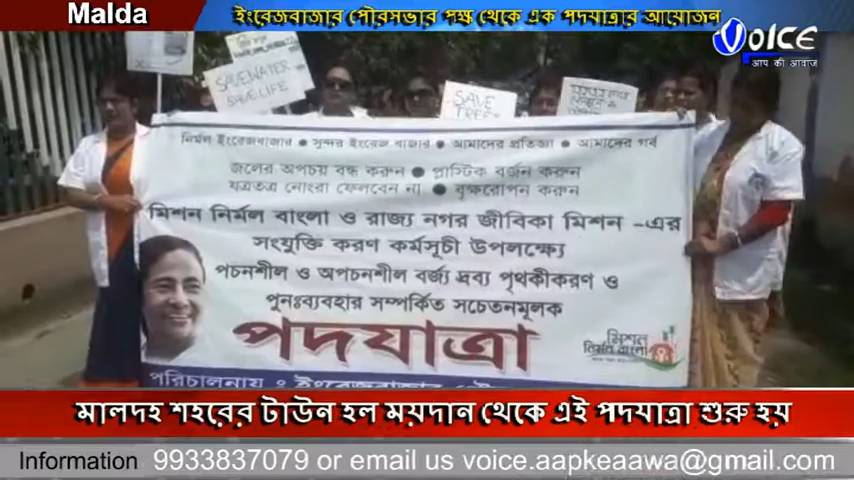 Malda
ইংরেজবাজার পৌরসভার পক্ষ থেকে এক পদযাত্রার আয়োজন
VOICE
आप की आवाज
SAVE WATER
SAVE LIFE
SAVE
TREES
নির্মল ইংরেজবাজার ● সুন্দর ইংরেজ বাজার ● আমাদের প্রতিজ্ঞা ● আমাদের গর্ব
জলের অপচয় বন্ধ করুন ● প্লাস্টিক বর্জন করুন
যত্রতত্র নোংরা ফেলবেন না ● বৃক্ষরোপন করুন
মিশন নির্মল বাংলা ও রাজ্য নগর জীবিকা মিশন -এর
সংযুক্তি করণ কর্মসূচী উপলক্ষ্যে
পচনশীল ও অপচনশীল বর্জ্য দ্রব্য পৃথকীকরণ ও
পুনঃব্যবহার সম্পর্কিত সচেতনমূলক
পদযাত্রা
মিশন
নির্মল বাংলা
পরিচালনায় ঃ ইংরেজবাজার
মালদহ শহরের টাউন হল ময়দান থেকে এই পদযাত্রা শুরু হয়
Information 9933837079 or email us voice.aapkeaawa@gmail.com